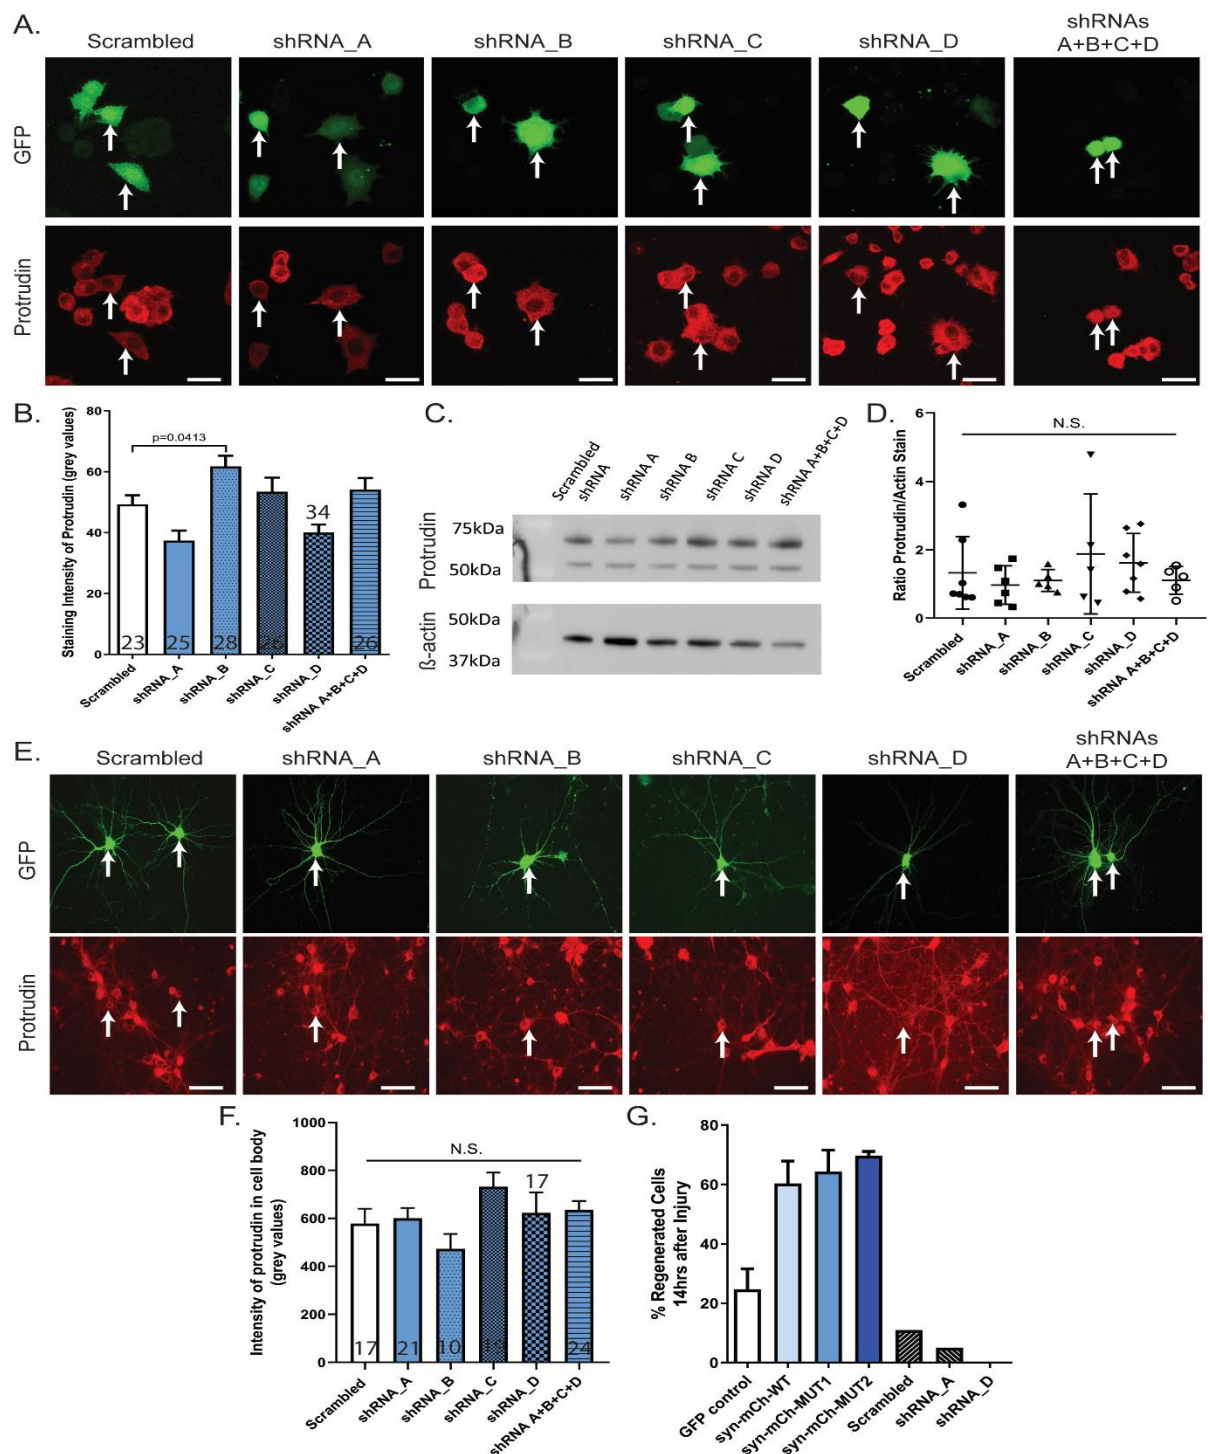 A.
Scrambled
shRNA_A
shRNA_B
shRNA_C
shRNA_D
shRNAs
A+B+C+D
GFP
Protrudin
B.
Staining Intensity of Protrudin (grey values)
80
60
40
20
0
p=0.0413
23
25
28
26
34
26
Scrambled
shRNA_A
shRNA_B
shRNA_C
shRNA_D
shRNA A+B+C+D
C.
Scrambled
shRNA
shRNA A
shRNA B
shRNA C
shRNA D
shRNA A+B+C+D
Protrudin
75kDa
50kDa
ß-actin
50kDa
37kDa
D.
Ratio Protrudin/Actin Stain
6
4
2
0
N.S.
Scrambled
shRNA_A
shRNA_B
shRNA_C
shRNA_D
shRNA A+B+C+D
E.
Scrambled
shRNA_A
shRNA_B
shRNA_C
shRNA_D
shRNAs
A+B+C+D
GFP
Protrudin
F.
Intensity of protrudin in cell body
(grey values)
1000
800
600
400
200
0
N.S.
17
21
10
19
17
24
Scrambled
shRNA_A
shRNA_B
shRNA_C
shRNA_D
shRNA A+B+C+D
G.
% Regenerated Cells
14hrs after Injury
80
60
40
20
0
GFP control
syn-mCh-WT
syn-mCh-MUT1
syn-mCh-MUT2
Scrambled
shRNA_A
shRNA_D